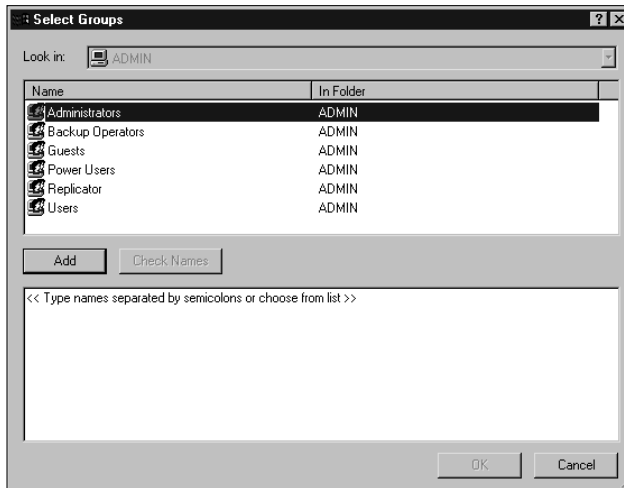 Select Groups
Look in: ADMIN
Name In Folder
Administrators ADMIN
Backup Operators ADMIN
Guests ADMIN
Power Users ADMIN
Replicator ADMIN
Users ADMIN
Add Check Names
<< Type names separated by semicolons or choose from list >>
OK Cancel